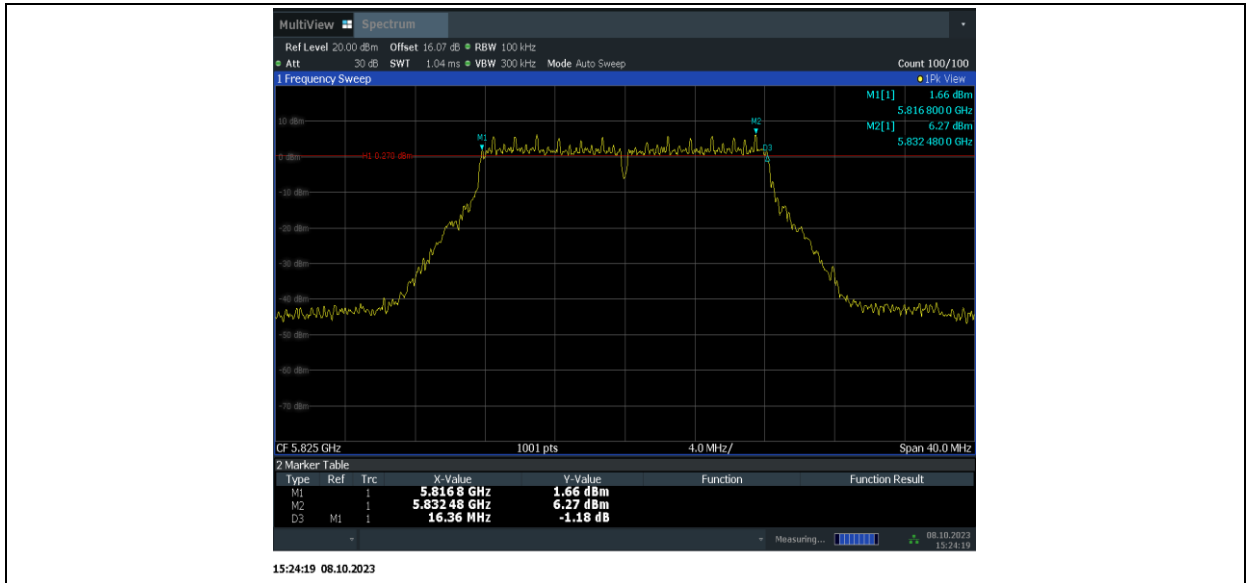 MultiView Spectrum
Ref Level 20.00 dBm Offset 16.07 dB RBW 100 kHz
Att 30 dB SWT 1.04 ms VBW 300 kHz Mode Auto Sweep Count 100/100
1 Frequency Sweep 1Pk View
M1[1] 1.66 dBm
5.816 800 0 GHz
M2[1] 6.27 dBm
5.832 480 0 GHz
10 dBm
M2
M1
D3
0 dBm
H1 0.270 dBm
-10 dBm
-20 dBm
-30 dBm
-40 dBm
-50 dBm
-60 dBm
-70 dBm
CF 5.825 GHz 1001 pts 4.0 MHz/ Span 40.0 MHz
2 Marker Table
Type Ref Trc X-Value Y-Value Function Function Result
M1 1 5.816 8 GHz 1.66 dBm
M2 1 5.832 48 GHz 6.27 dBm
D3 M1 1 16.36 MHz -1.18 dB
Measuring... 08.10.2023
15:24:19
15:24:19 08.10.2023